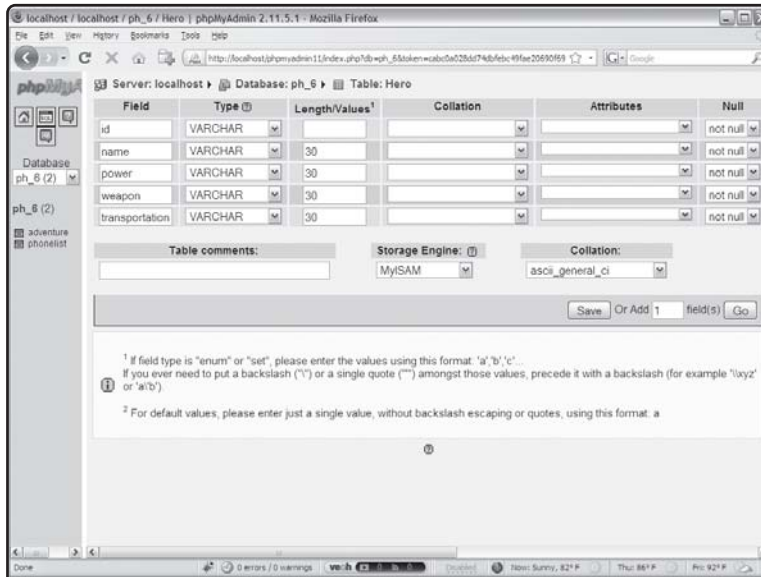 localhost / localhost / ph_6 / Hero | phpMyAdmin 2.11.5.1 - Mozilla Firefox
File Edit View History Bookmarks Tools Help
Google
phpMyA
Server: localhost ▸ Database: ph_6 ▸ Table: Hero
Field Type Length/Values1 Collation Attributes Null
id VARCHAR not null
name VARCHAR 30 not null
power VARCHAR 30 not null
weapon VARCHAR 30 not null
transportation VARCHAR 30 not null
Database
ph_6 (2)
ph_6 (2)
adventure
phonelist
Table comments: Storage Engine: Collation:
MyISAM ascii_general_ci
Save Or Add 1 field(s) Go
1 If field type is "enum" or "set", please enter the values using this format: 'a','b','c'...
If you ever need to put a backslash ("\") or a single quote ("'") amongst those values, precede it with a backslash (for example '\\xyz'
or 'a\'b').
2 For default values, please enter just a single value, without backslash escaping or quotes, using this format: a
Done 0 errors / 0 warnings Disabled Now: Sunny, 82° F Thu: 86° F Fri: 92° F